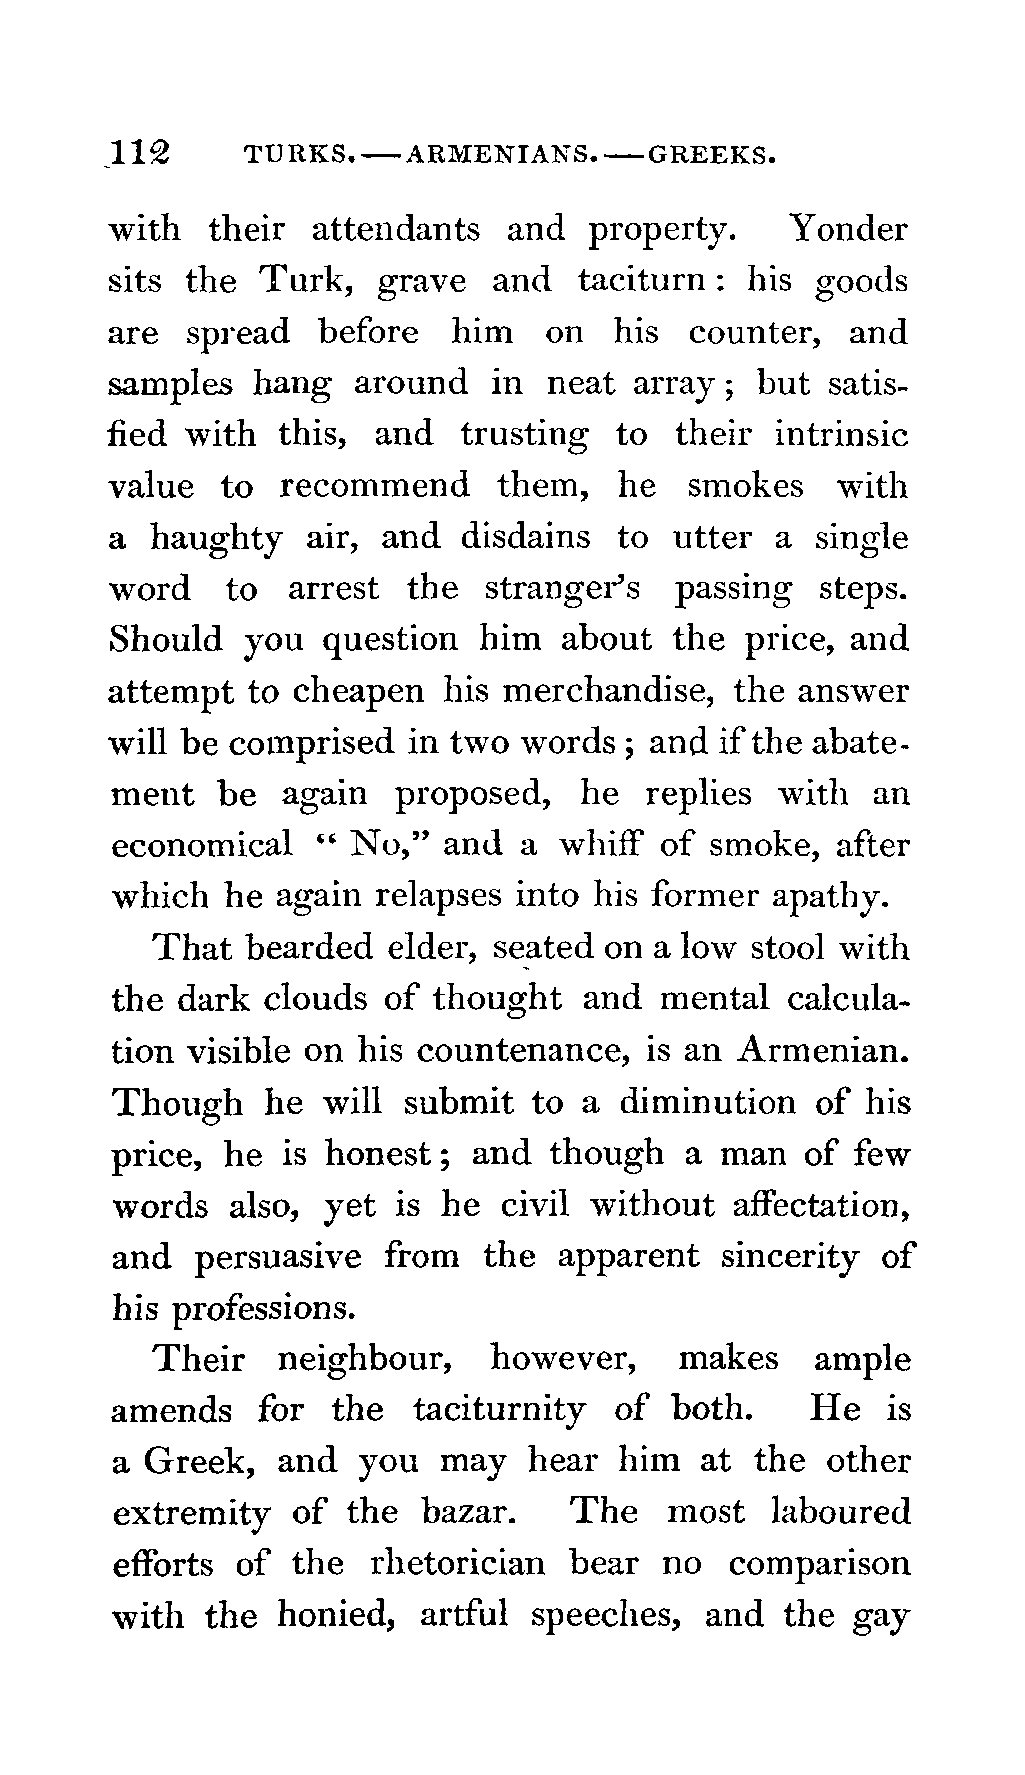 112 TURKS.—ARMENIANS.—GREEKS.
with their attendants and property. Yonder
sits the Turk, grave and taciturn : his goods
are spread before him on his counter, and
samples hang around in neat array ; but satis-
fied with this, and trusting to their intrinsic
value to recommend them, he smokes with
a haughty air, and disdains to utter a single
word to arrest the stranger's passing steps.
Should you question him about the price, and
attempt to cheapen his merchandise, the answer
will be comprised in two words ; and if the abate-
ment be again proposed, he replies with an
economical “ No,” and a whiff of smoke, after
which he again relapses into his former apathy.
That bearded elder, seated on a low stool with
the dark clouds of thought and mental calcula-
tion visible on his countenance, is an Armenian.
Though he will submit to a diminution of his
price, he is honest ; and though a man of few
words also, yet is he civil without affectation,
and persuasive from the apparent sincerity of
his professions.
Their neighbour, however, makes ample
amends for the taciturnity of both. He is
a Greek, and you may hear him at the other
extremity of the bazar. The most laboured
efforts of the rhetorician bear no comparison
with the honied, artful speeches, and the gay